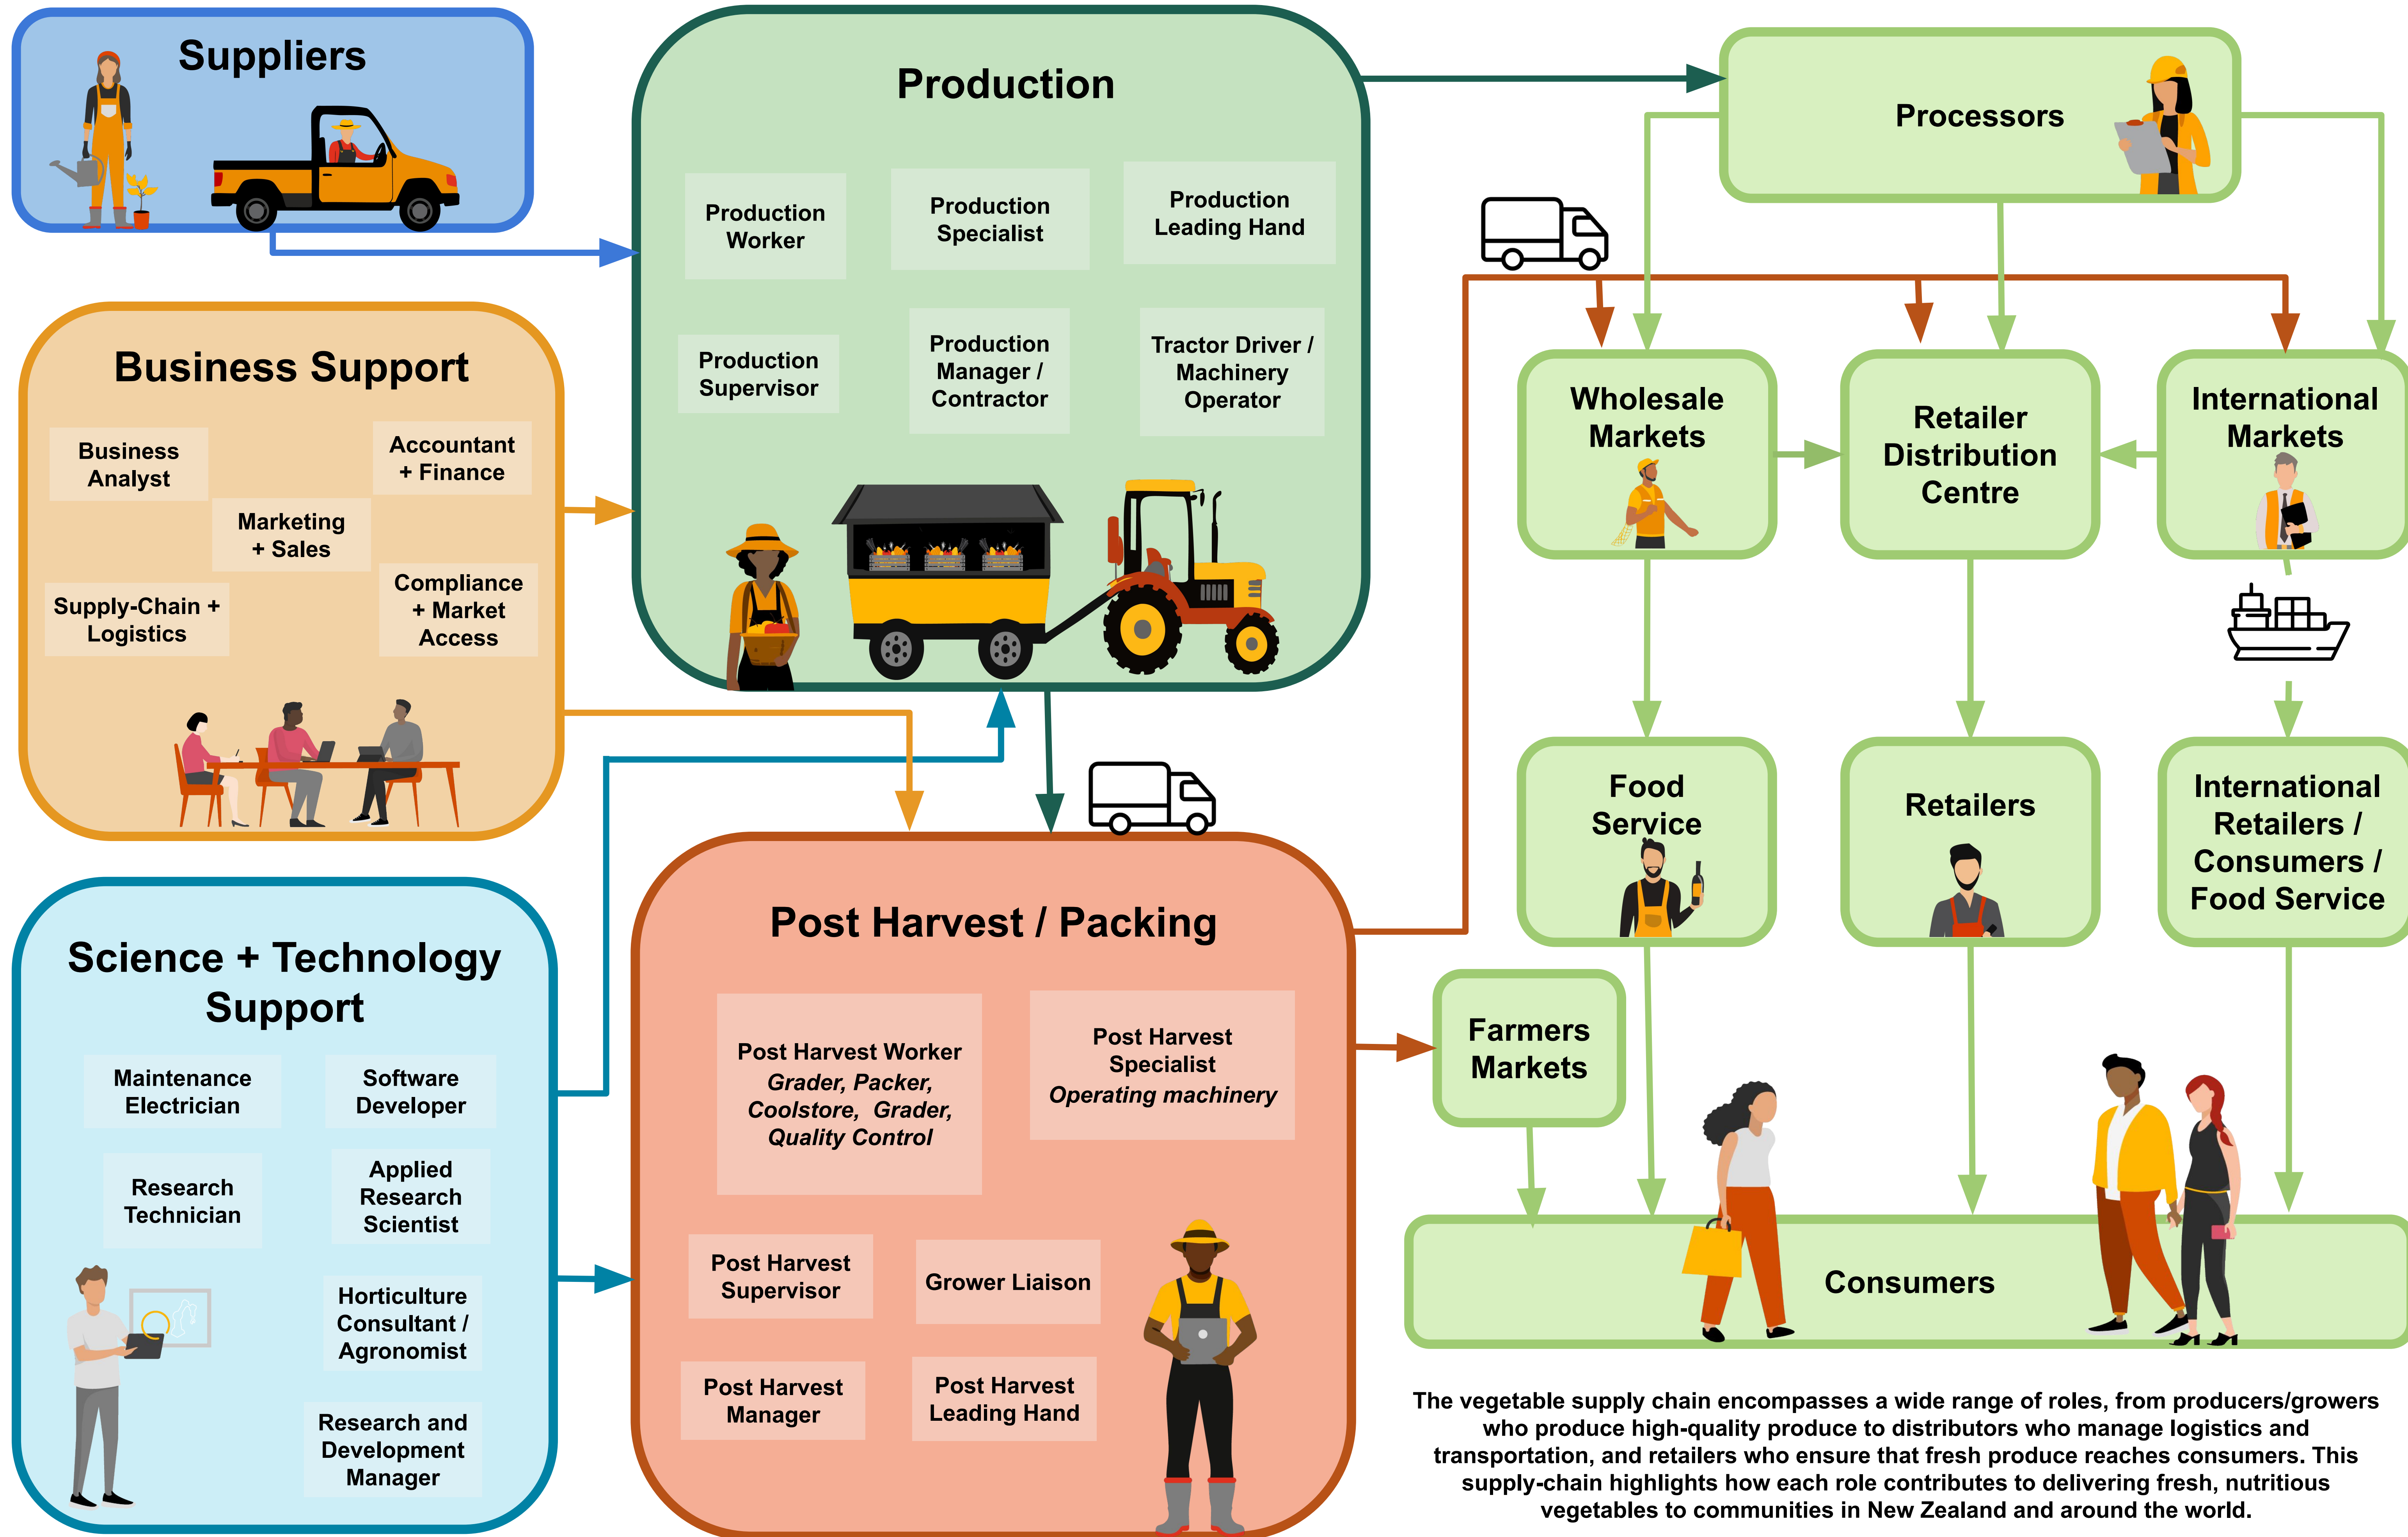 Suppliers
Business Support
Business
Analyst
Accountant
+ Finance
Marketing
+ Sales
Supply-Chain +
Logistics
Compliance
+ Market
Access
Science + Technology
Support
Maintenance
Electrician
Software
Developer
Research
Technician
Applied
Research
Scientist
Horticulture
Consultant /
Agronomist
Research and
Development
Manager
Production
Production
Worker
Production
Specialist
Production
Leading Hand
Production
Supervisor
Production
Manager /
Contractor
Tractor Driver /
Machinery
Operator
Post Harvest / Packing
Post Harvest Worker
Grader, Packer,
Coolstore, Grader,
Quality Control
Post Harvest
Specialist
Operating machinery
Post Harvest
Supervisor
Grower Liaison
Post Harvest
Manager
Post Harvest
Leading Hand
Processors
Wholesale
Markets
Retailer
Distribution
Centre
International
Markets
Food
Service
Retailers
International
Retailers /
Consumers /
Food Service
Farmers
Markets
Consumers
The vegetable supply chain encompasses a wide range of roles, from producers/growers
who produce high-quality produce to distributors who manage logistics and
transportation, and retailers who ensure that fresh produce reaches consumers. This
supply-chain highlights how each role contributes to delivering fresh, nutritious
vegetables to communities in New Zealand and around the world.